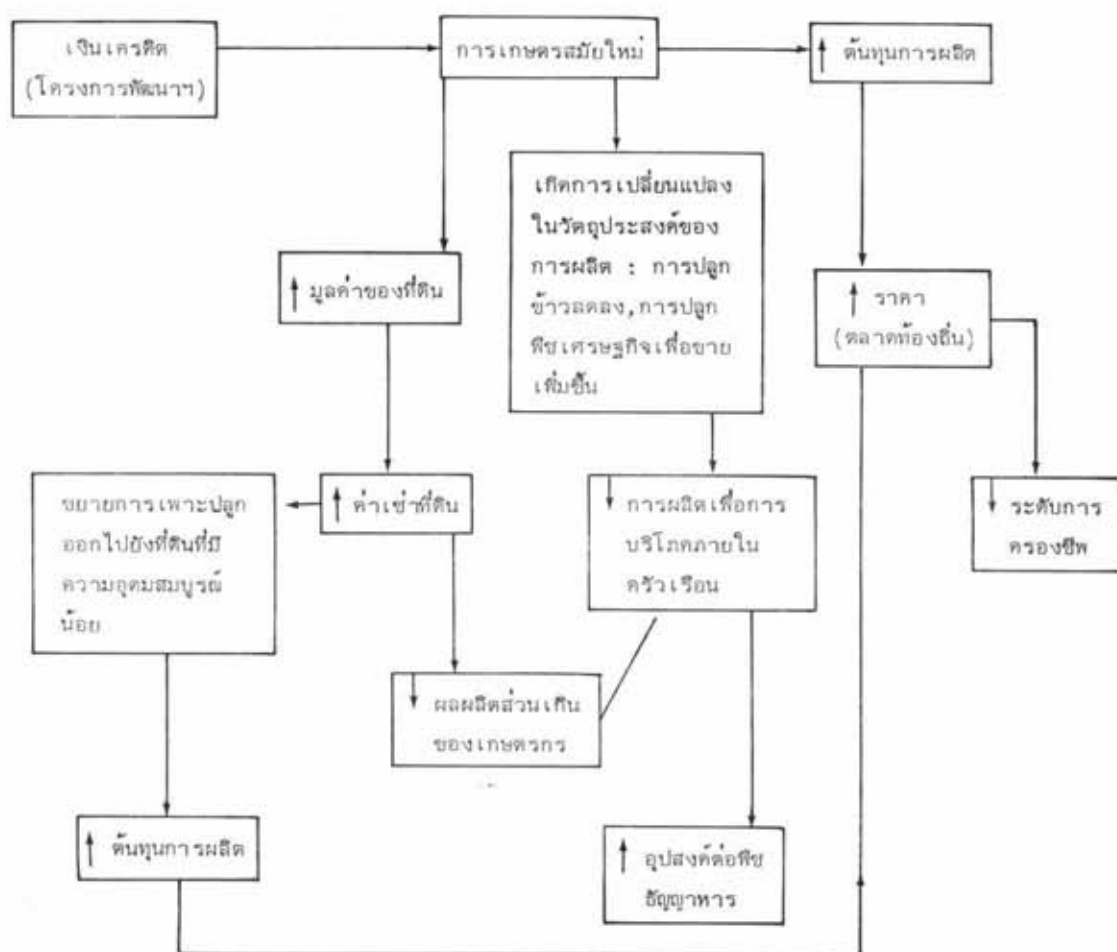 เงินเครดิต
(โครงการพัฒนาฯ)
การเกษตรสมัยใหม่
↑ ต้นทุนการผลิต
เกิดการเปลี่ยนแปลง
ในวัตถุประสงค์ของ
การผลิต : การปลูก
ข้าวลดลง,การปลูก
พืชเศรษฐกิจเพื่อขาย
เพิ่มขึ้น
↑ มูลค่าของที่ดิน
↑ ราคา
(ตลาดท้องถิ่น)
ขยายการเพาะปลูก
ออกไปยังที่ดินที่มี
ความอุดมสมบูรณ์
น้อย
↑ ค่าเช่าที่ดิน
↓ การผลิตเพื่อการ
บริโภคภายใน
ครัวเรือน
↓ ระดับการ
ครองชีพ
↓ ผลผลิตส่วนเกิน
ของเกษตรกร
↑ ต้นทุนการผลิต
↑ อุปสงค์ต่อพืช
ธัญญาหาร